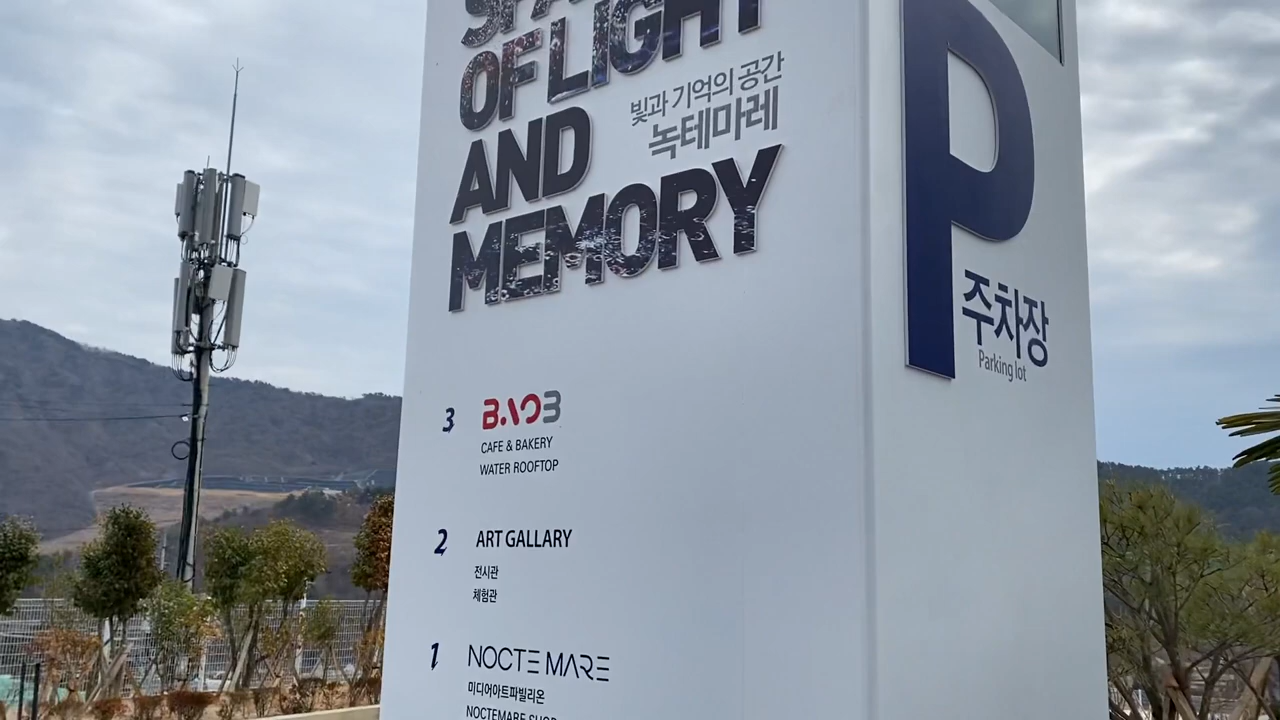 OF LIGHT
AND
MEMORY
빛과 기억의 공간
녹테마레
P
주차장
Parking lot
3 BAOB
CAFE & BAKERY
WATER ROOFTOP
2 ART GALLARY
전시관
체험관
1 NOCTE MARE
미디어아트파빌리온
NOCTEMARE SHOP